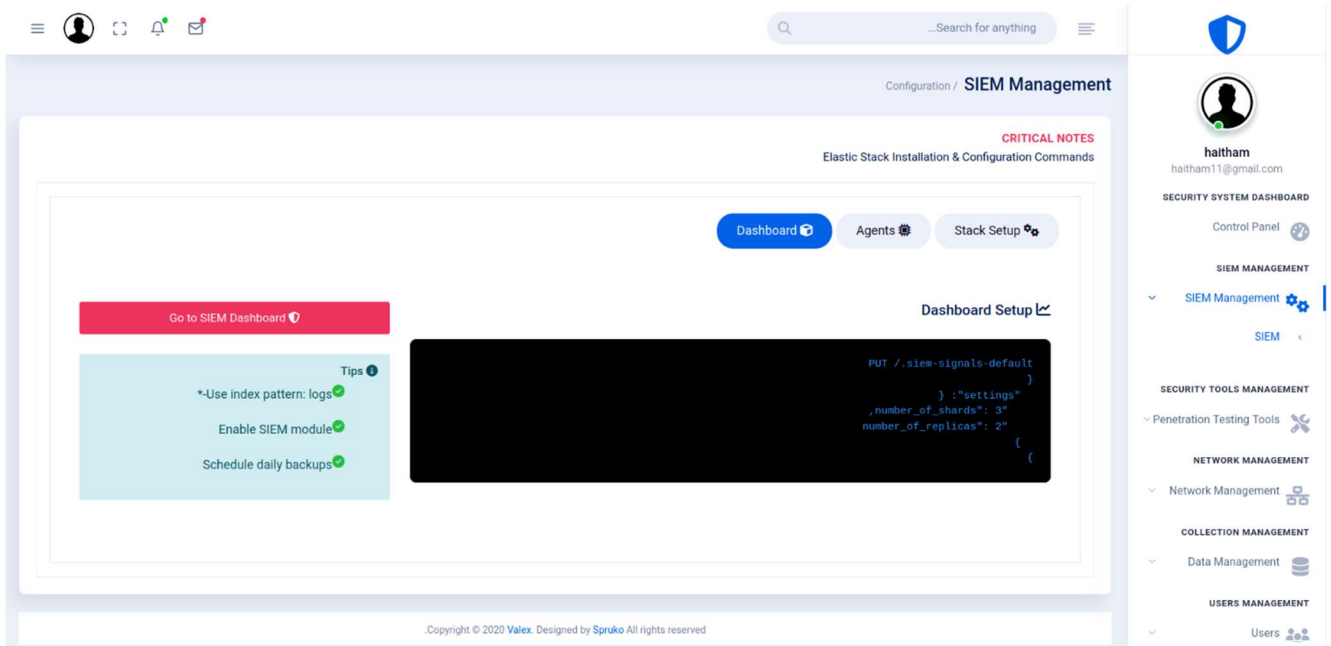 ...Search for anything
Configuration / SIEM Management
CRITICAL NOTES
Elastic Stack Installation & Configuration Commands
Dashboard
Agents
Stack Setup
Go to SIEM Dashboard
Dashboard Setup
Tips
*-Use index pattern: logs
Enable SIEM module
Schedule daily backups
PUT /.siem-signals-default
}
} :"settings"
,number_of_shards": 3"
number_of_replicas": 2"
{
{
.Copyright © 2020 Valex. Designed by Spruko All rights reserved
haitham
haitham11@gmail.com
SECURITY SYSTEM DASHBOARD
Control Panel
SIEM MANAGEMENT
SIEM Management
SIEM
SECURITY TOOLS MANAGEMENT
Penetration Testing Tools
NETWORK MANAGEMENT
Network Management
COLLECTION MANAGEMENT
Data Management
USERS MANAGEMENT
Users